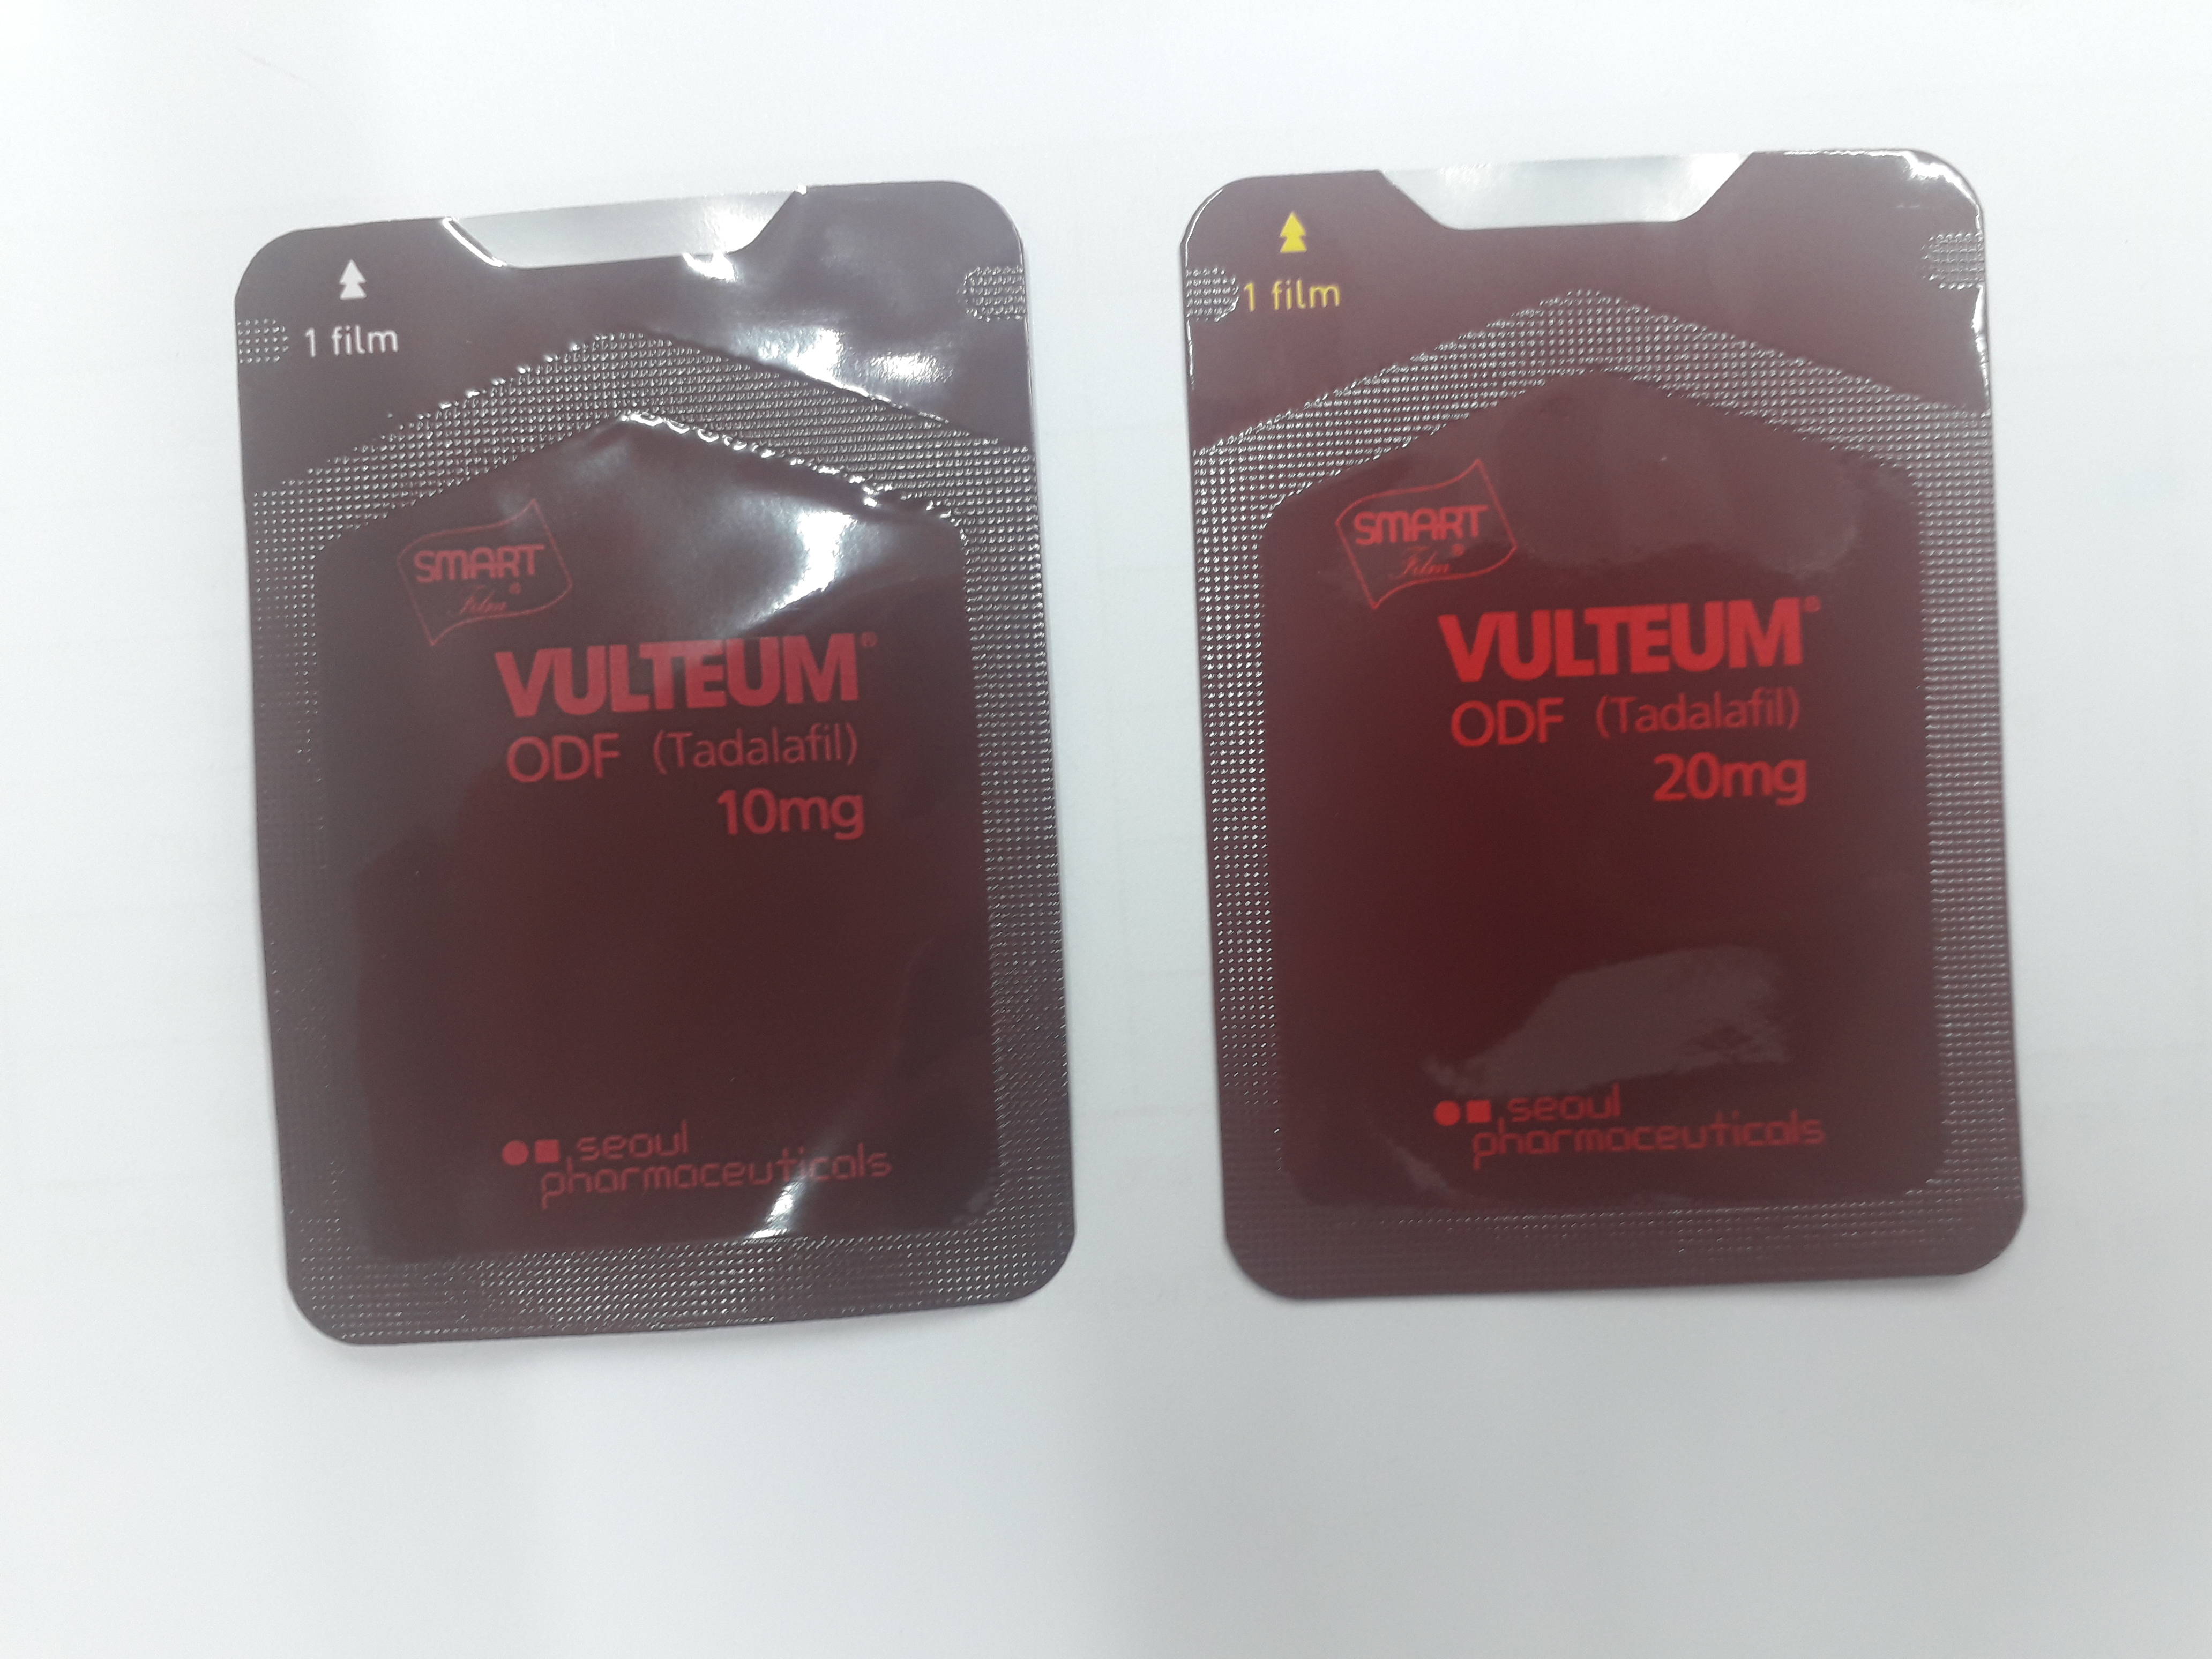 1 film
SMART
Film®
VULTEUM®
ODF (Tadalafil)
10mg
seoul
pharmaceuticals
1 film
SMART
Film®
VULTEUM®
ODF (Tadalafil)
20mg
seoul
pharmaceuticals